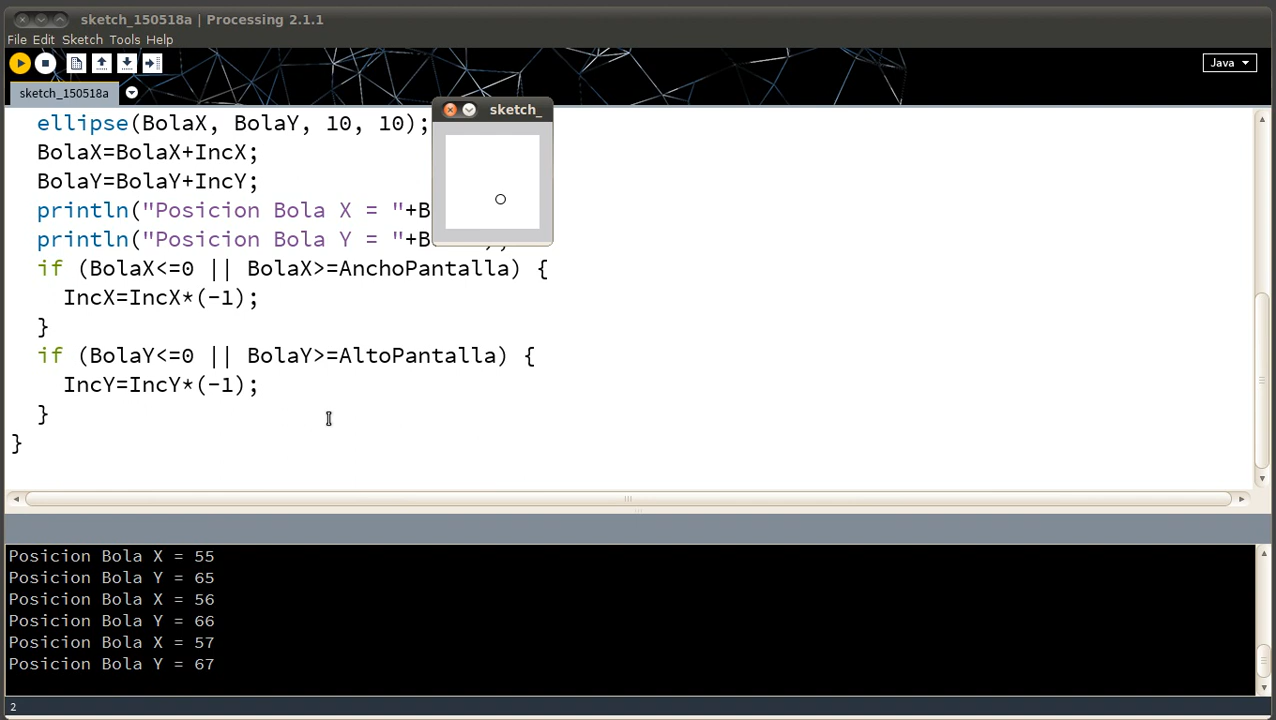 sketch_150518a | Processing 2.1.1
File Edit Sketch Tools Help
Java
sketch_150518a
sketch_
ellipse(BolaX, BolaY, 10, 10);
BolaX=BolaX+IncX;
BolaY=BolaY+IncY;
println("Posicion Bola X = "+B
println("Posicion Bola Y = "+B
if (BolaX<=0 || BolaX>=AnchoPantalla) {
IncX=IncX*(-1);
}
if (BolaY<=0 || BolaY>=AltoPantalla) {
IncY=IncY*(-1);
}
}
Posicion Bola X = 55
Posicion Bola Y = 65
Posicion Bola X = 56
Posicion Bola Y = 66
Posicion Bola X = 57
Posicion Bola Y = 67
2